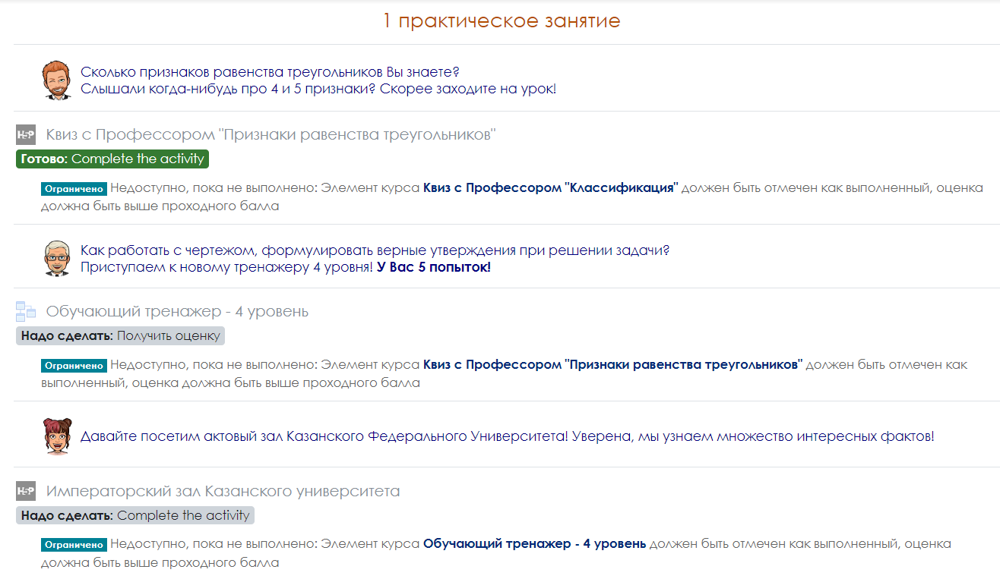 1 практическое занятие
Сколько признаков равенства треугольников Вы знаете?
Слышали когда-нибудь про 4 и 5 признаки? Скорее заходите на урок!
H5P Квиз с Профессором "Признаки равенства треугольников"
Готово: Complete the activity
Ограничено Недоступно, пока не выполнено: Элемент курса Квиз с Профессором "Классификация" должен быть отмечен как выполненный, оценка
должна быть выше проходного балла
Как работать с чертежом, формулировать верные утверждения при решении задачи?
Приступаем к новому тренажеру 4 уровня! У Вас 5 попыток!
Обучающий тренажер - 4 уровень
Надо сделать: Получить оценку
Ограничено Недоступно, пока не выполнено: Элемент курса Квиз с Профессором "Признаки равенства треугольников" должен быть отмечен как
выполненный, оценка должна быть выше проходного балла
Давайте посетим актовый зал Казанского Федерального Университета! Уверена, мы узнаем множество интересных фактов!
H5P Императорский зал Казанского университета
Надо сделать: Complete the activity
Ограничено Недоступно, пока не выполнено: Элемент курса Обучающий тренажер - 4 уровень должен быть отмечен как выполненный, оценка
должна быть выше проходного балла